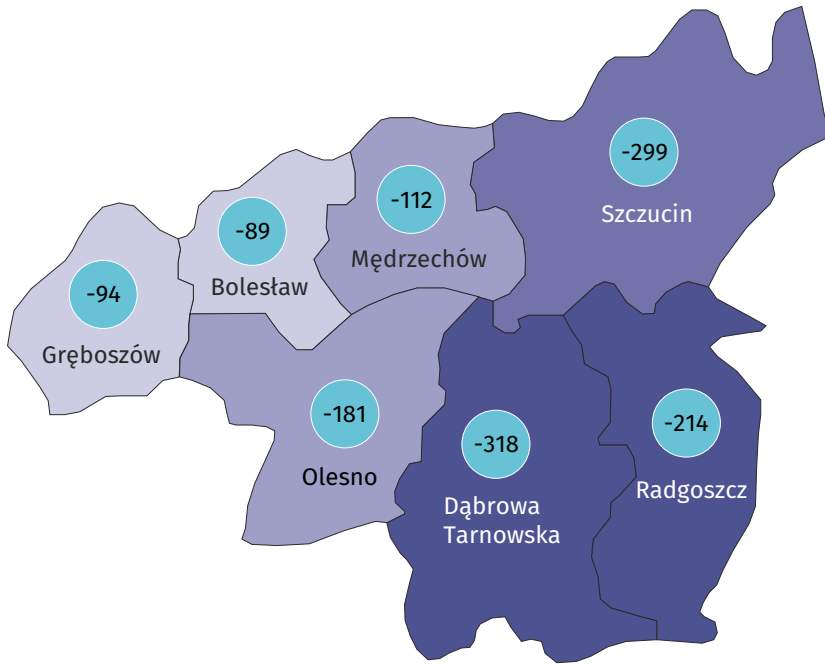 -299
Szczucin
-112
Mędrzechów
-89
Bolesław
-94
Gręboszów
-181
Olesno
-318
Dąbrowa
Tarnowska
-214
Radgoszcz